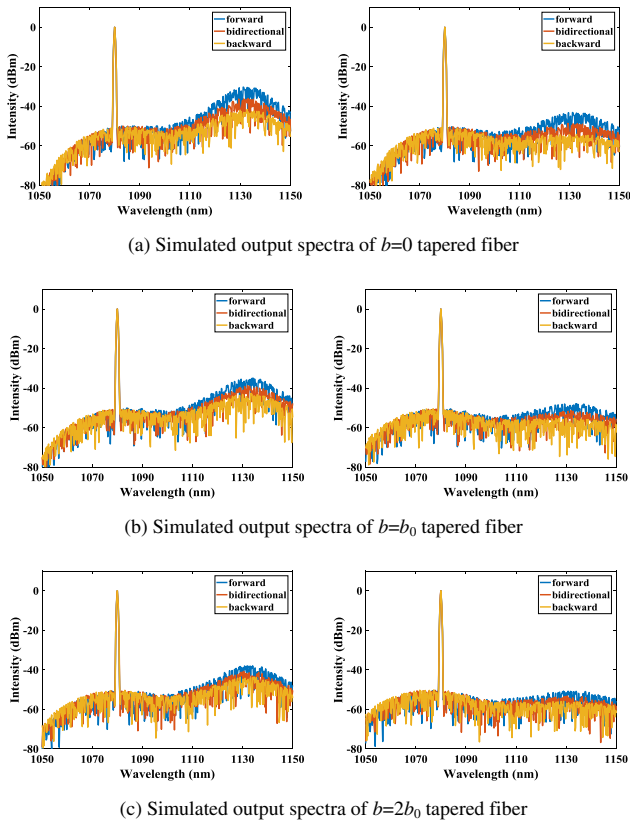 forward
bidirectional
backward
Intensity (dBm)
0
-20
-40
-60
-80
1050
1070
1090
1110
1130
1150
Wavelength (nm)
forward
bidirectional
backward
Intensity (dBm)
0
-20
-40
-60
-80
1050
1070
1090
1110
1130
1150
Wavelength (nm)
(a) Simulated output spectra of b=0 tapered fiber
forward
bidirectional
backward
Intensity (dBm)
0
-20
-40
-60
-80
1050
1070
1090
1110
1130
1150
Wavelength (nm)
forward
bidirectional
backward
Intensity (dBm)
0
-20
-40
-60
-80
1050
1070
1090
1110
1130
1150
Wavelength (nm)
(b) Simulated output spectra of b=b₀ tapered fiber
forward
bidirectional
backward
Intensity (dBm)
0
-20
-40
-60
-80
1050
1070
1090
1110
1130
1150
Wavelength (nm)
forward
bidirectional
backward
Intensity (dBm)
0
-20
-40
-60
-80
1050
1070
1090
1110
1130
1150
Wavelength (nm)
(c) Simulated output spectra of b=2b₀ tapered fiber